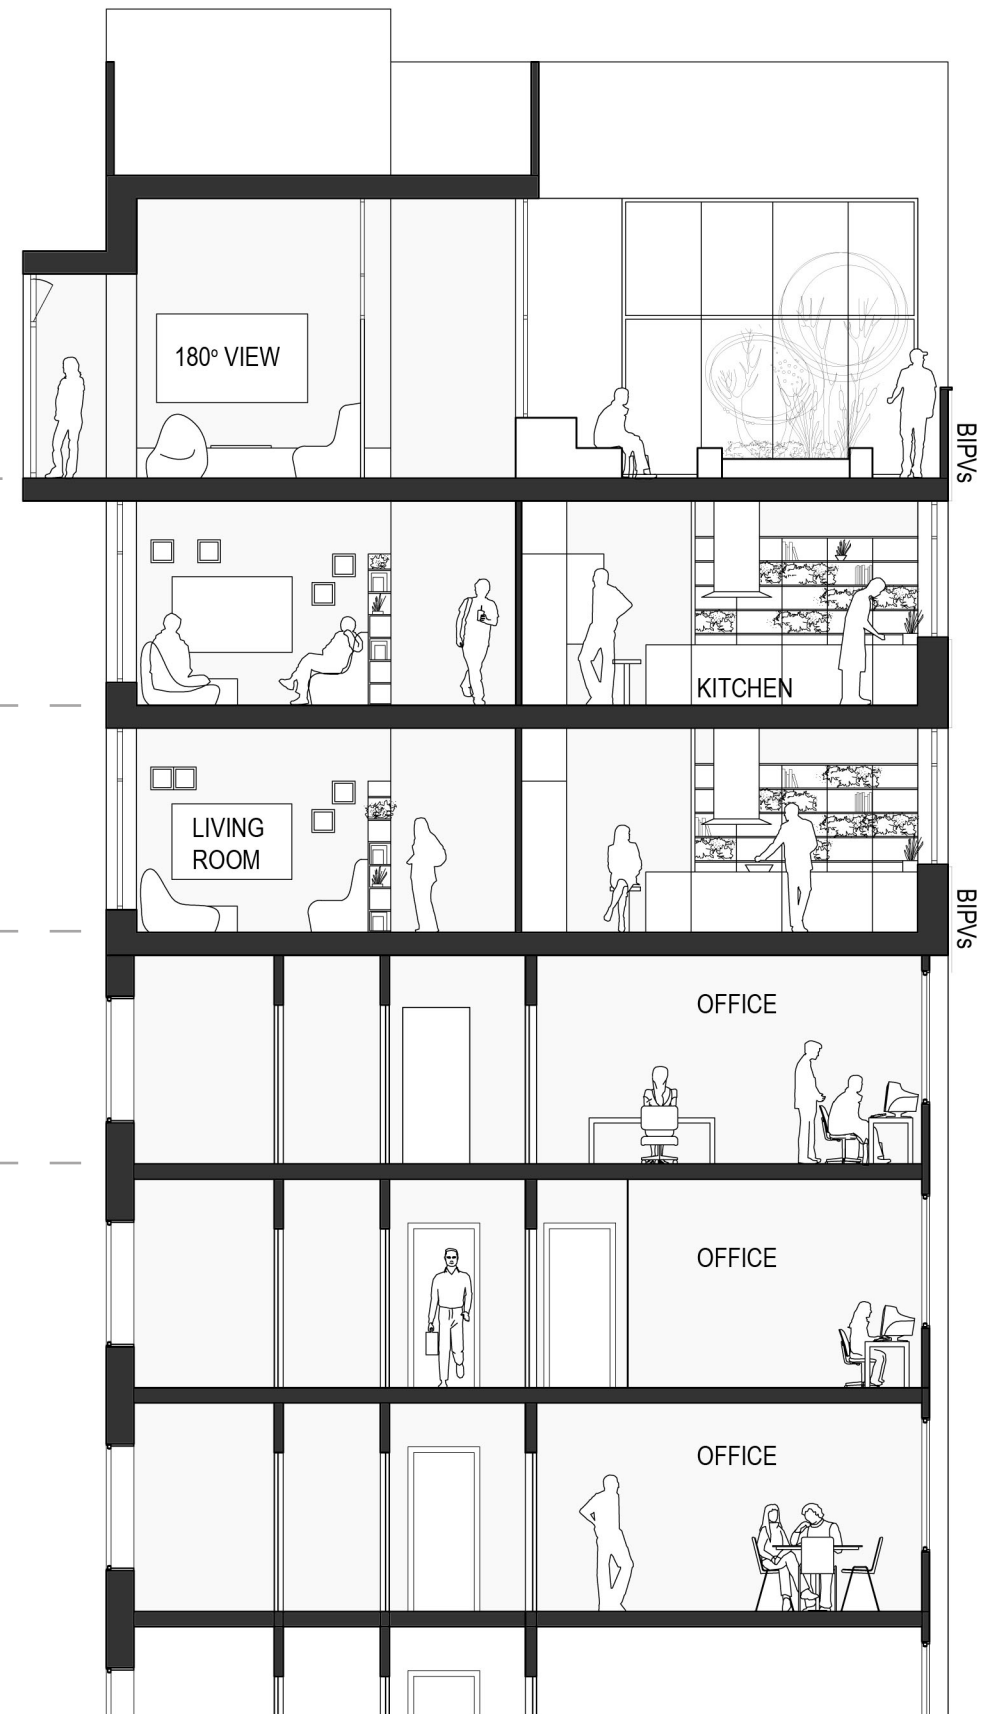 180º VIEW
BIPVs
KITCHEN
LIVING
ROOM
BIPVs
OFFICE
OFFICE
OFFICE